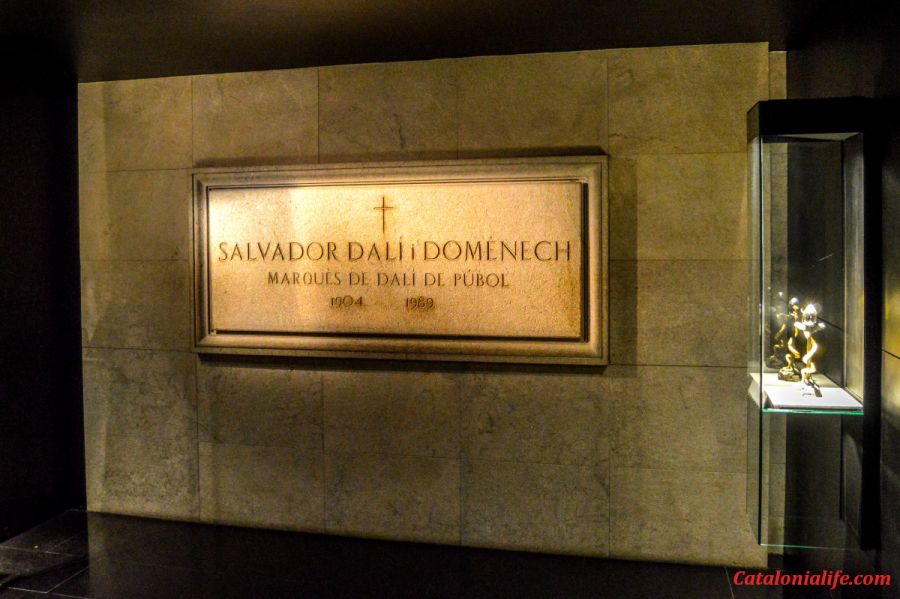 SALVADOR DALÍ i DOMÈNECH
MARQUÈS DE DALÍ DE PÚBOL
1904 1989
Catalonialife.com